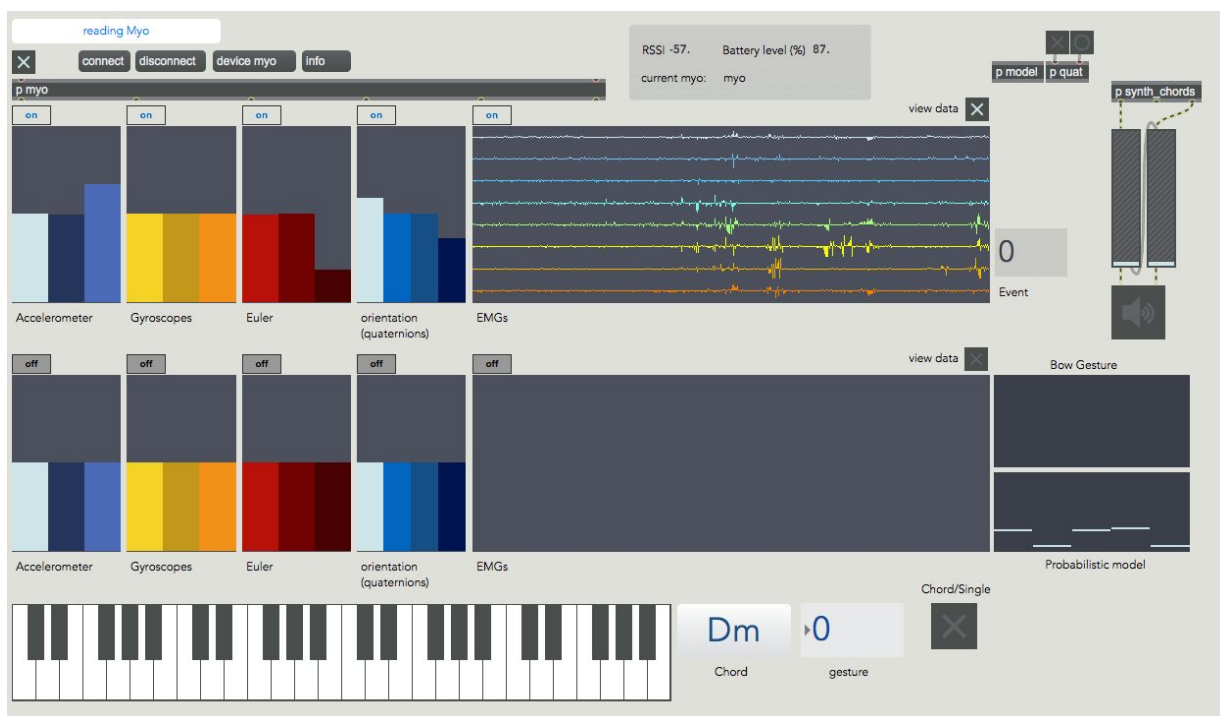 reading Myo
connect disconnect device myo info
p myo
RSSI -57. Battery level (%) 87.
current myo: myo
p model p quat
p synth_chords
on on on on on
view data
Accelerometer Gyroscopes Euler orientation (quaternions) EMGs
0
Event
off off off off off
view data
Bow Gesture
Accelerometer Gyroscopes Euler orientation (quaternions) EMGs
Probabilistic model
Chord/Single
Dm 0
Chord gesture